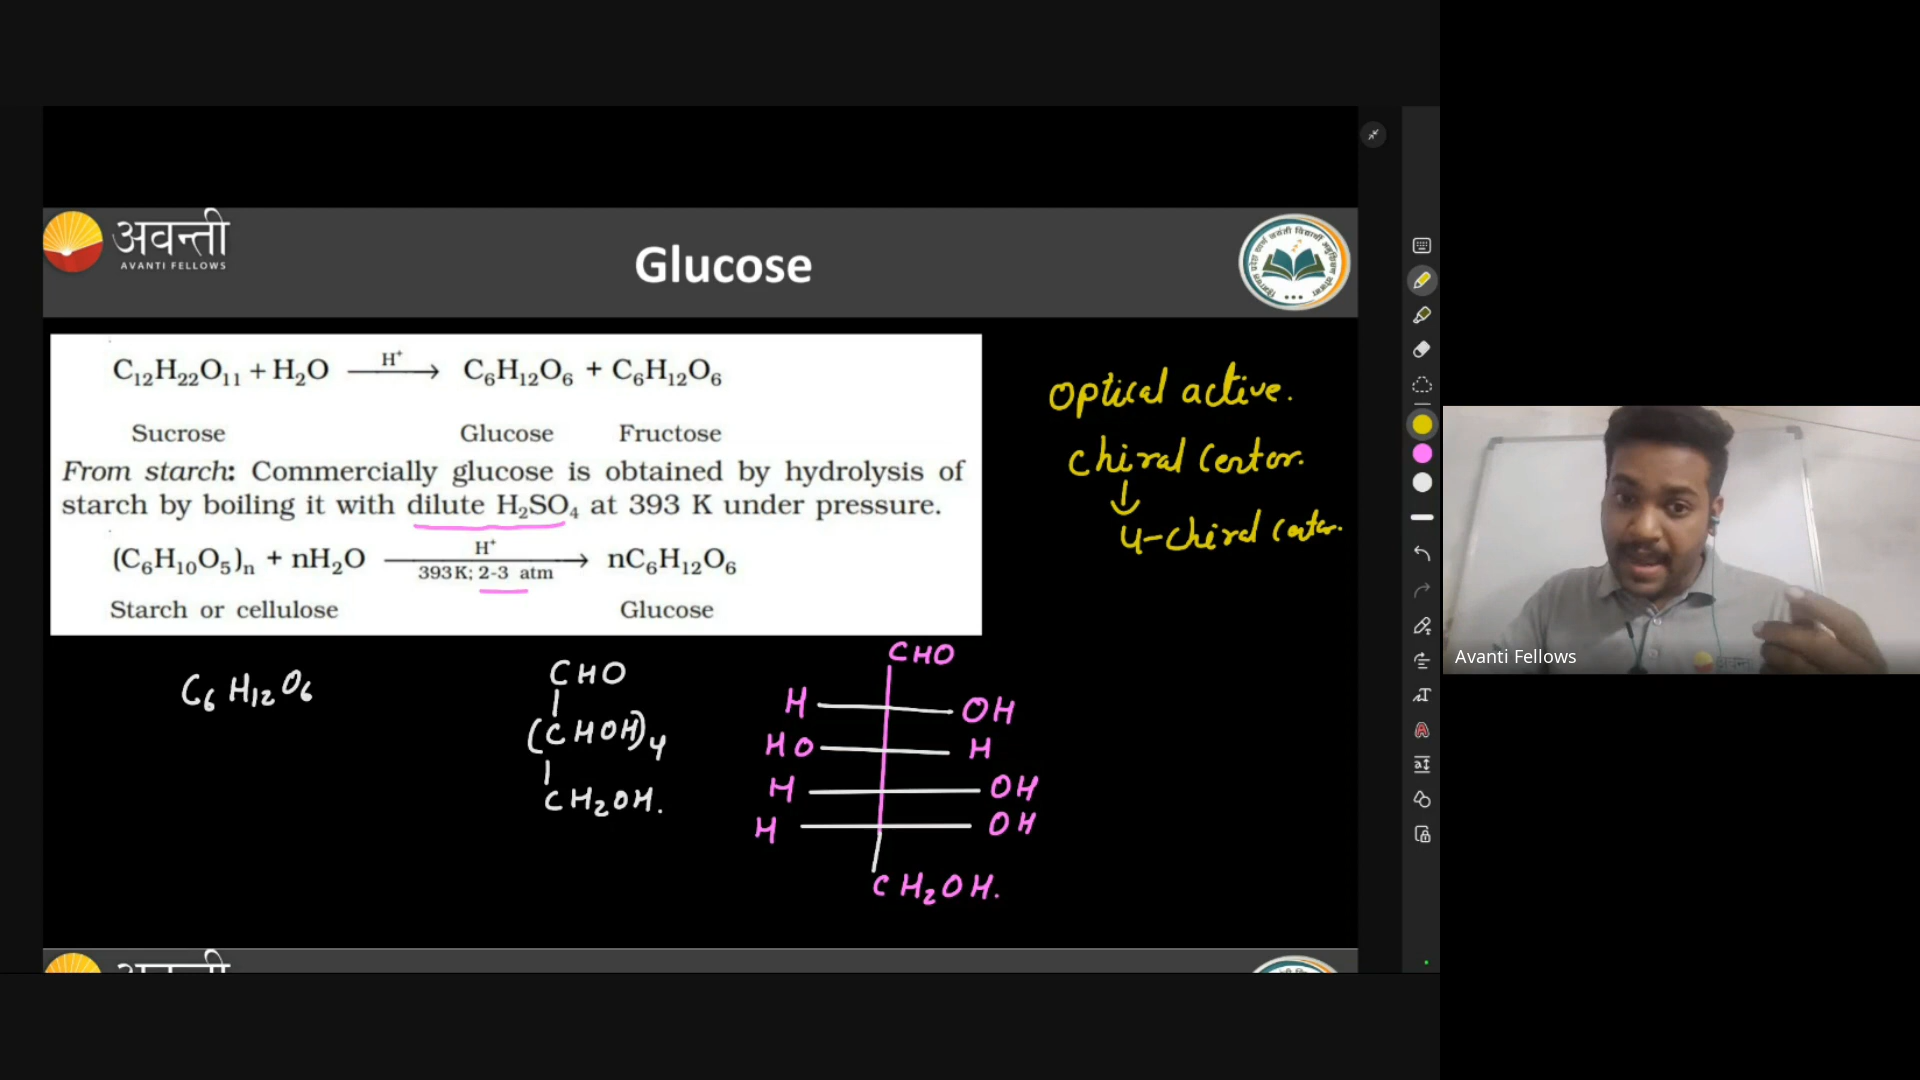 अवन्ती
AVANTI FELLOWS
Glucose
C₁₂H₂₂O₁₁ + H₂O H⁺ ⟶ C₆H₁₂O₆ + C₆H₁₂O₆
Sucrose Glucose Fructose
From starch: Commercially glucose is obtained by hydrolysis of
starch by boiling it with dilute H₂SO₄ at 393 K under pressure.
(C₆H₁₀O₅)ₙ + nH₂O H⁺ ⟶ 393K; 2-3 atm nC₆H₁₂O₆
Starch or cellulose Glucose
Optical active.
Chiral Center.
↓
4-chiral Center.
C₆H₁₂O₆
CHO
(CHOH)₄
CH₂OH.
CHO
H OH
HO H
H OH
H OH
CH₂OH.
Avanti Fellows